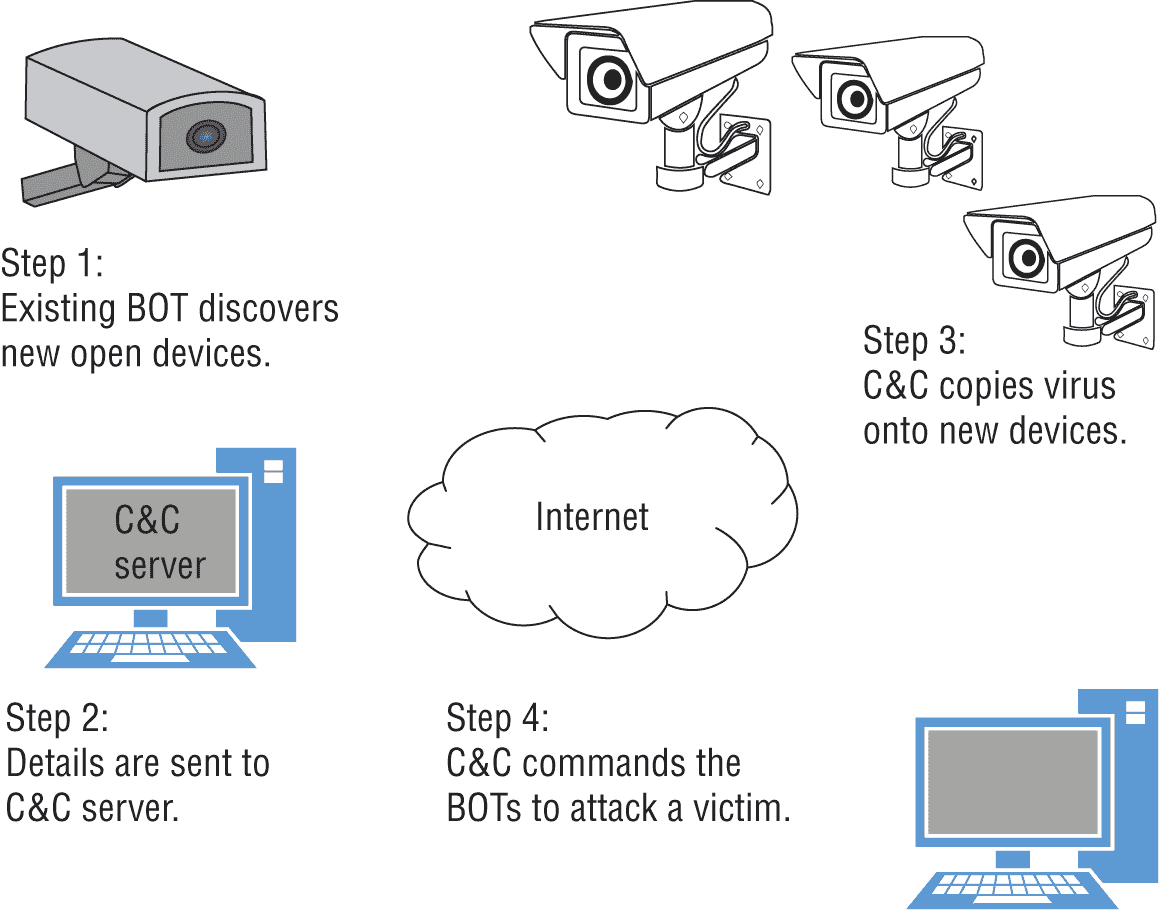 Step 1:
Existing BOT discovers
new open devices.
Step 3:
C&C copies virus
onto new devices.
C&C
server
Internet
Step 2:
Details are sent to
C&C server.
Step 4:
C&C commands the
BOTs to attack a victim.